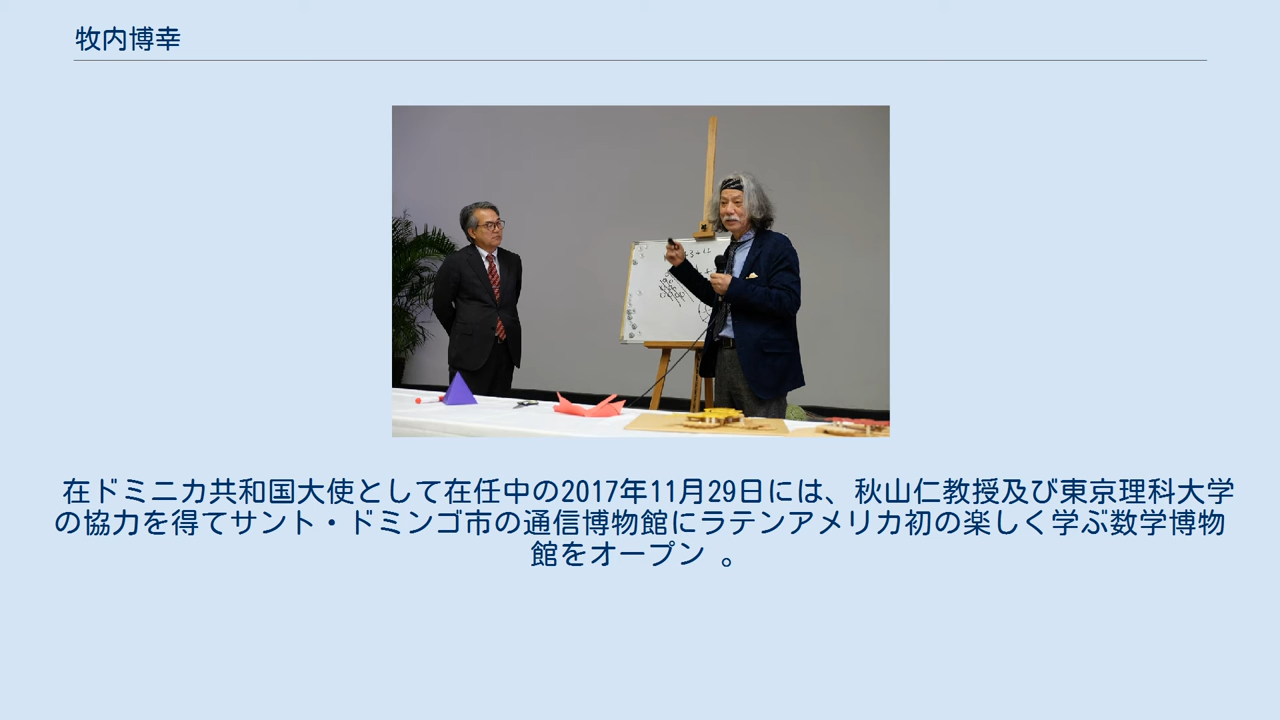 牧内博幸
在ドミニカ共和国大使として在任中の2017年11月29日には、秋山仁教授及び東京理科大学
の協力を得てサント・ドミンゴ市の通信博物館にラテンアメリカ初の楽しく学ぶ数学博物
館をオープン 。